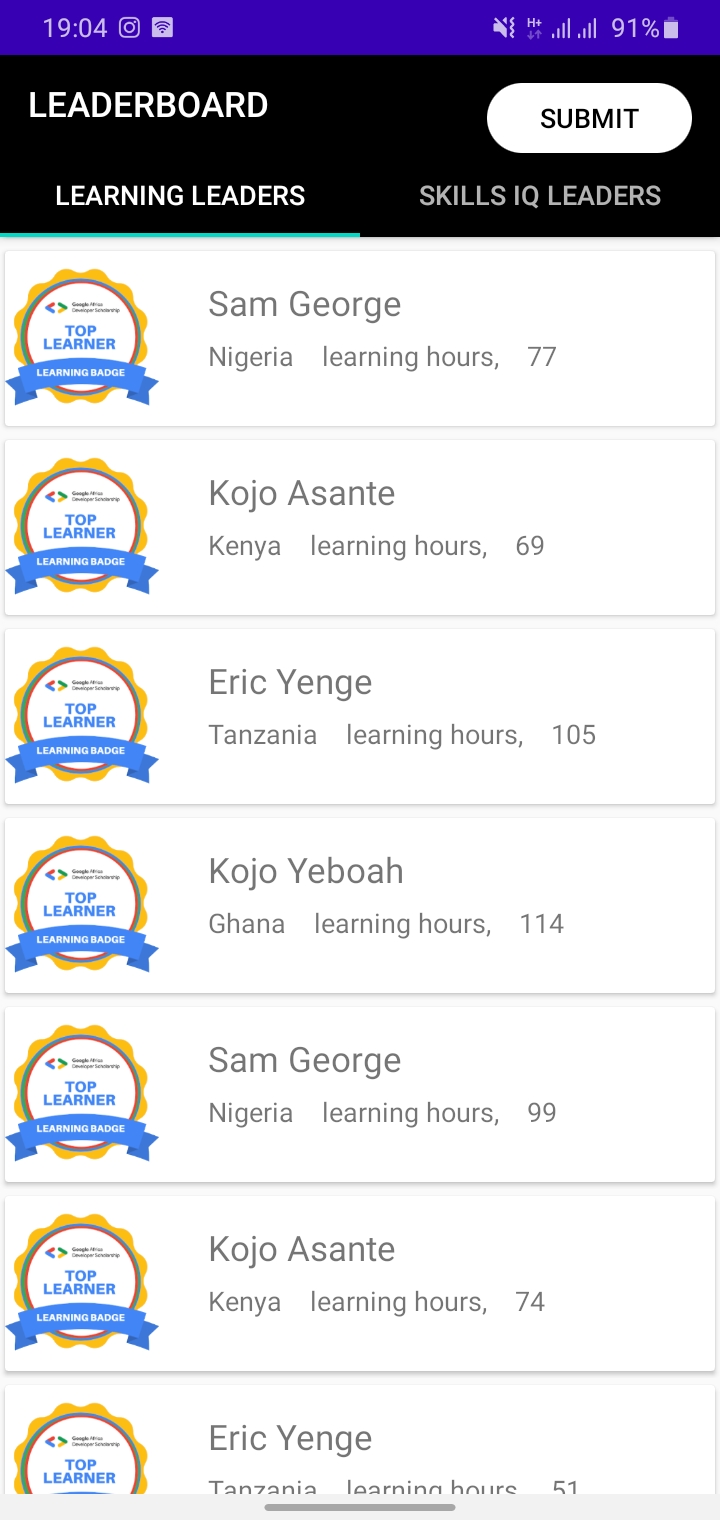 19:04 H+ 91%
LEADERBOARD
SUBMIT
LEARNING LEADERS SKILLS IQ LEADERS
Google Africa
Developer Scholarship
TOP
LEARNER
LEARNING BADGE
Sam George
Nigeria learning hours, 77
Google Africa
Developer Scholarship
TOP
LEARNER
LEARNING BADGE
Kojo Asante
Kenya learning hours, 69
Google Africa
Developer Scholarship
TOP
LEARNER
LEARNING BADGE
Eric Yenge
Tanzania learning hours, 105
Google Africa
Developer Scholarship
TOP
LEARNER
LEARNING BADGE
Kojo Yeboah
Ghana learning hours, 114
Google Africa
Developer Scholarship
TOP
LEARNER
LEARNING BADGE
Sam George
Nigeria learning hours, 99
Google Africa
Developer Scholarship
TOP
LEARNER
LEARNING BADGE
Kojo Asante
Kenya learning hours, 74
Google Africa
Developer Scholarship
TOP
LEARNER
Eric Yenge
Tanzania learning hours, 51